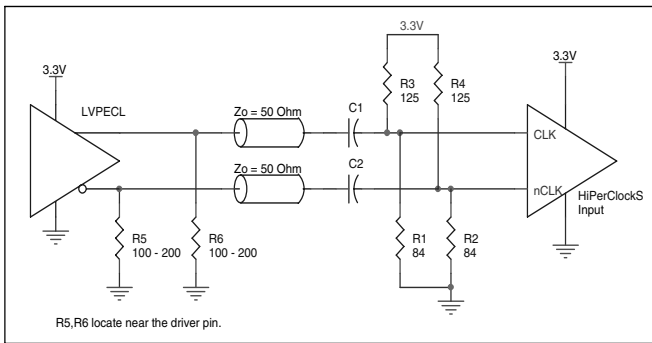 3.3V
3.3V
3.3V
LVPECL
Zo = 50 Ohm
C1
R3
125
R4
125
CLK
Zo = 50 Ohm
C2
nCLK
HiPerClockS
Input
R5
100 - 200
R6
100 - 200
R1
84
R2
84
R5,R6 locate near the driver pin.